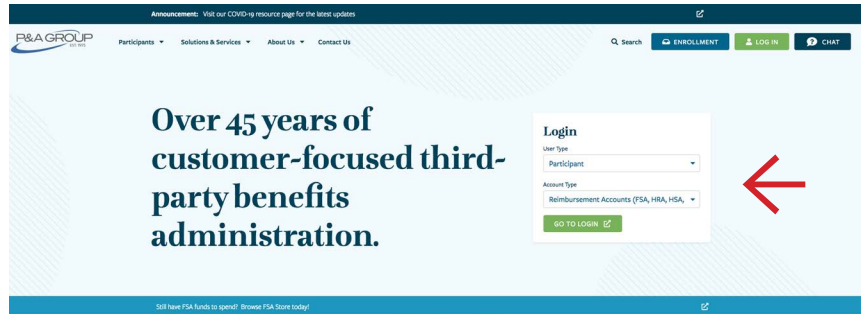 Announcement: Visit our COVID-19 resource page for the latest updates
P&A GROUP
Participants Solutions & Services About Us Contact Us Search ENROLLMENT LOG IN CHAT
Over 45 years of
customer-focused third-
party benefits
administration.
Login
User Type
Participant
Account Type
Reimbursement Accounts (FSA, HRA, HSA,
GO TO LOGIN
Still have FSA funds to spend? Browse FSA Store today!